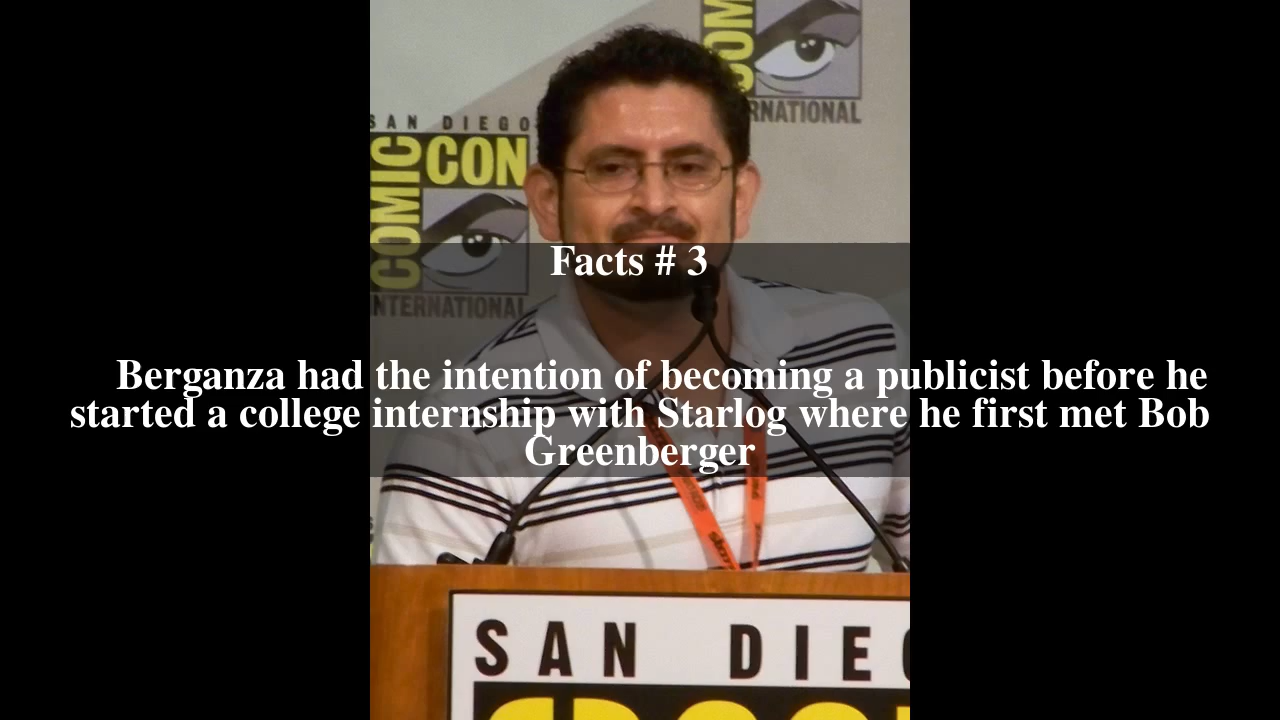 COM
RNATIONAL
SAN DIEGO
COMIC CON
INTERNATIONAL
Facts # 3
Berganza had the intention of becoming a publicist before he
started a college internship with Starlog where he first met Bob
Greenberger
SAN DIE